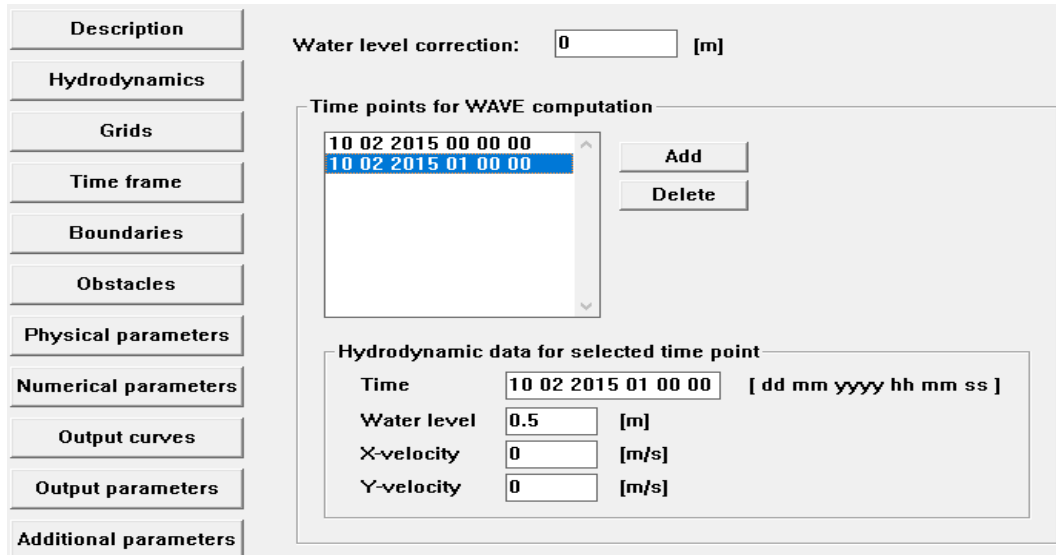 Description
Hydrodynamics
Grids
Time frame
Boundaries
Obstacles
Physical parameters
Numerical parameters
Output curves
Output parameters
Additional parameters
Water level correction: 0 [m]
Time points for WAVE computation
10 02 2015 00 00 00
10 02 2015 01 00 00
Add
Delete
Hydrodynamic data for selected time point
Time 10 02 2015 01 00 00 [ dd mm yyyy hh mm ss ]
Water level 0.5 [m]
X-velocity 0 [m/s]
Y-velocity 0 [m/s]